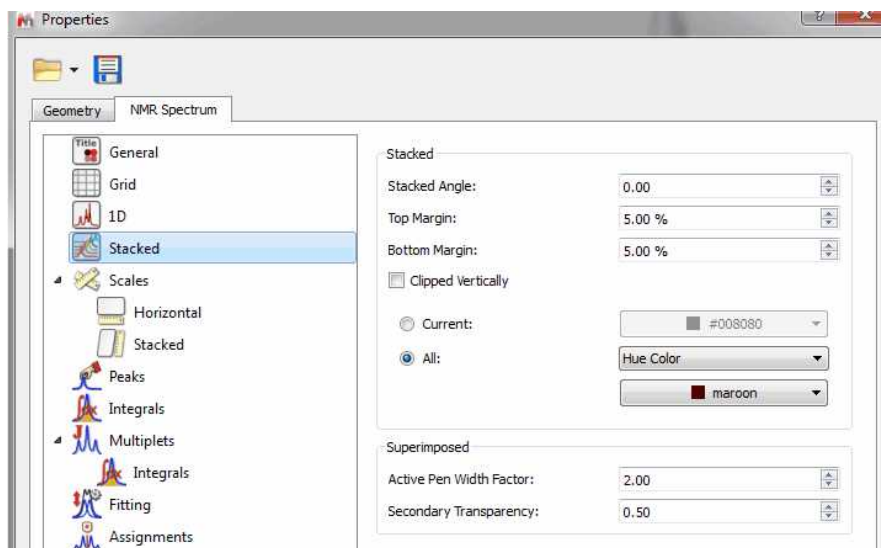 Properties
Geometry
NMR Spectrum
Title
General
Grid
1D
Stacked
Scales
Horizontal
Stacked
Peaks
Integrals
Multiplets
Integrals
Fitting
Assignments
Stacked
Stacked Angle: 0.00
Top Margin: 5.00 %
Bottom Margin: 5.00 %
Clipped Vertically
Current: #008080
All: Hue Color
maroon
Superimposed
Active Pen Width Factor: 2.00
Secondary Transparency: 0.50